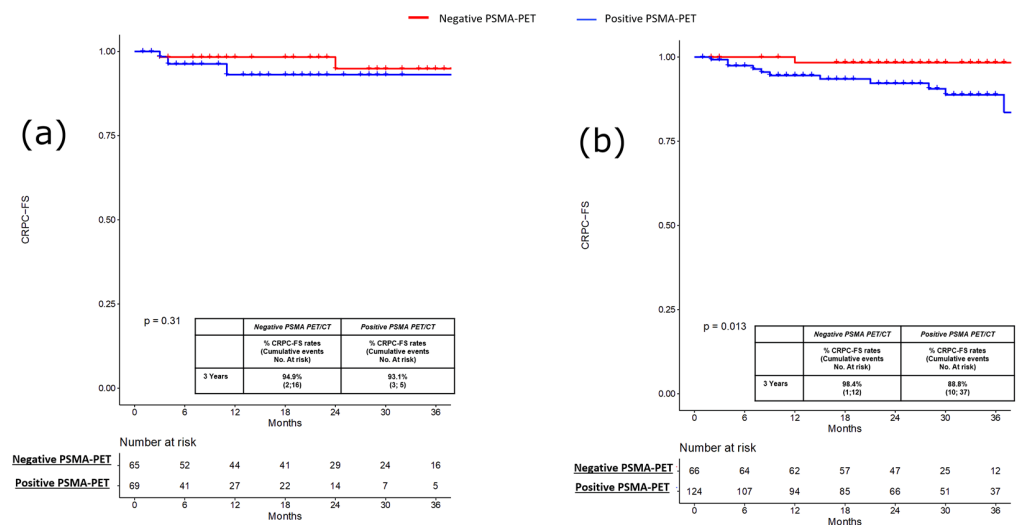 Negative PSMA-PET Positive PSMA-PET
(a)
CRPC-FS
1.00
0.75
0.50
0.25
0.00
p = 0.31
Negative PSMA PET/CT Positive PSMA PET/CT
% CRPC-FS rates % CRPC-FS rates
(Cumulative events (Cumulative events
No. At risk) No. At risk)
3 Years 94.9% 93.1%
(2;16) (3; 5)
0 6 12 18 24 30 36
Months
Number at risk
Negative PSMA-PET 65 52 44 41 29 24 16
Positive PSMA-PET 69 41 27 22 14 7 5
0 6 12 18 24 30 36
Months
(b)
CRPC-FS
1.00
0.75
0.50
0.25
0.00
p = 0.013
Negative PSMA PET/CT Positive PSMA PET/CT
% CRPC-FS rates % CRPC-FS rates
(Cumulative events (Cumulative events
No. At risk) No. At risk)
3 Years 98.4% 88.8%
(1;12) (10; 37)
0 6 12 18 24 30 36
Months
Number at risk
Negative PSMA-PET 66 64 62 57 47 25 12
Positive PSMA-PET 124 107 94 85 66 51 37
0 6 12 18 24 30 36
Months